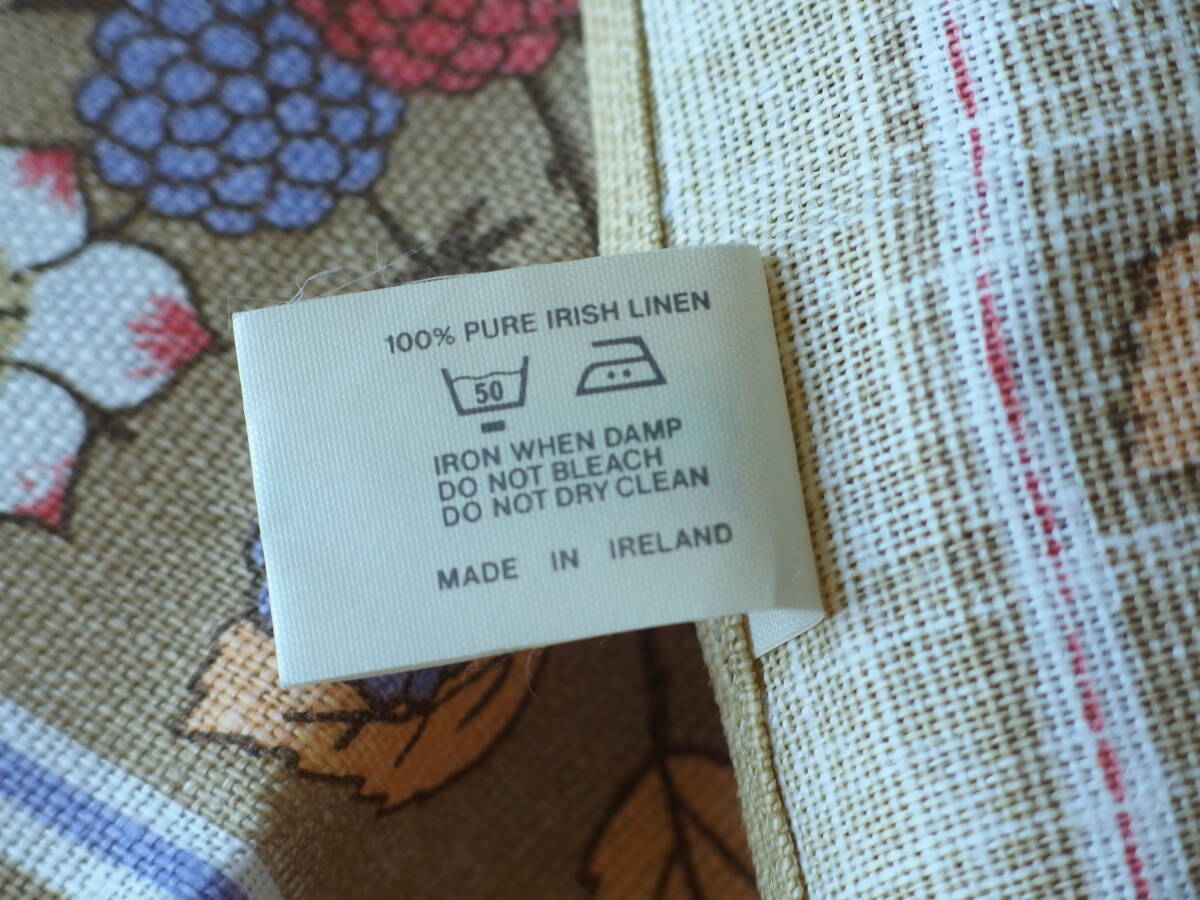 100% PURE IRISH LINEN
50
IRON WHEN DAMP
DO NOT BLEACH
DO NOT DRY CLEAN
MADE IN IRELAND